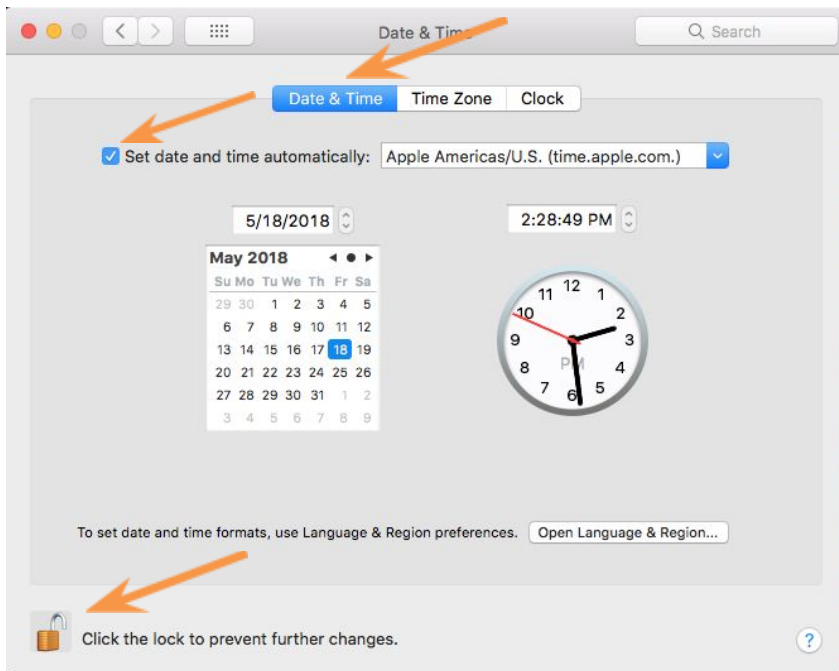 Date & Time
Search
Date & Time Time Zone Clock
Set date and time automatically: Apple Americas/U.S. (time.apple.com.)
5/18/2018 2:28:49 PM
May 2018
Su Mo Tu We Th Fr Sa
29 30 1 2 3 4 5
6 7 8 9 10 11 12
13 14 15 16 17 18 19
20 21 22 23 24 25 26
27 28 29 30 31 1 2
3 4 5 6 7 8 9
12
11 1
10 2
9 3
PM
8 4
7 5
6
To set date and time formats, use Language & Region preferences. Open Language & Region...
Click the lock to prevent further changes. ?